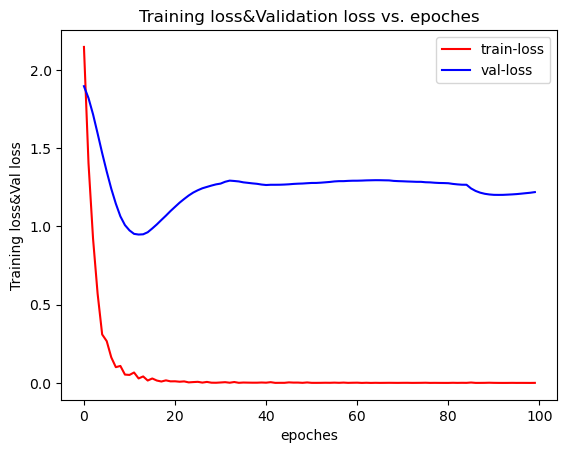 Training loss&Validation loss vs. epoches
train-loss
val-loss
Training loss&Val loss
2.0
1.5
1.0
0.5
0.0
0
20
40
60
80
100
epoches